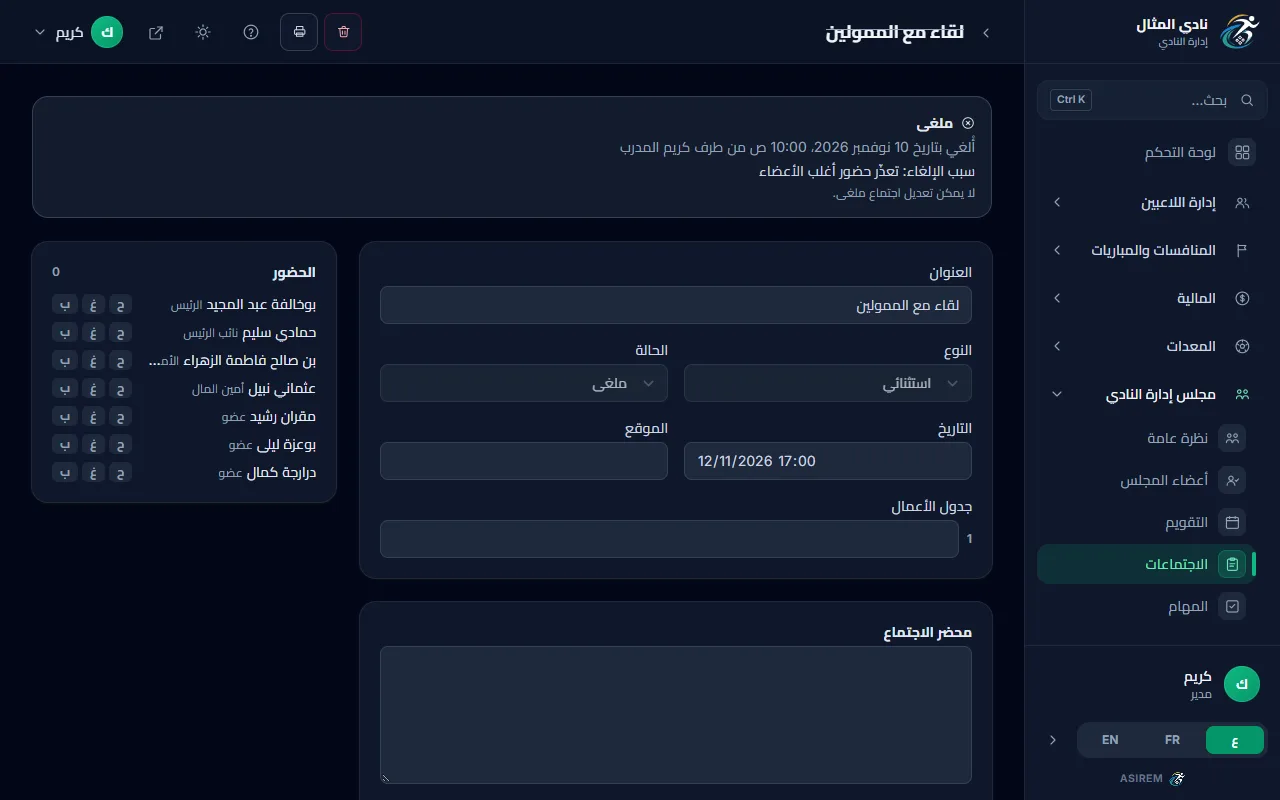 نادي المثال
إدارة النادي
بحث...
Ctrl K
لوحة التحكم
إدارة اللاعبين
المنافسات والمباريات
المالية
المعدات
مجلس إدارة النادي
نظرة عامة
أعضاء المجلس
التقويم
الاجتماعات
المهام
ك
كريم
مدير
ع
FR
EN
ASIREM
لقاء مع الممولين
ك
كريم
ملغى
أُلغي بتاريخ 10 نوفمبر 2026، 10:00 ص من طرف كريم المدرب
سبب الإلغاء: تعذّر حضور أغلب الأعضاء
لا يمكن تعديل اجتماع ملغى.
العنوان
لقاء مع الممولين
النوع
الحالة
استثنائي
ملغى
التاريخ
الموقع
12/11/2026 17:00
جدول الأعمال
1
محضر الاجتماع
الحضور
0
بوخالفة عبد المجيد الرئيس
ح غ ب
حمادي سليم نائب الرئيس
ح غ ب
بن صالح فاطمة الزهراء الأم...
ح غ ب
عثماني نبيل أمين المال
ح غ ب
مقران رشيد عضو
ح غ ب
بوعزة ليلى عضو
ح غ ب
درارجة كمال عضو
ح غ ب